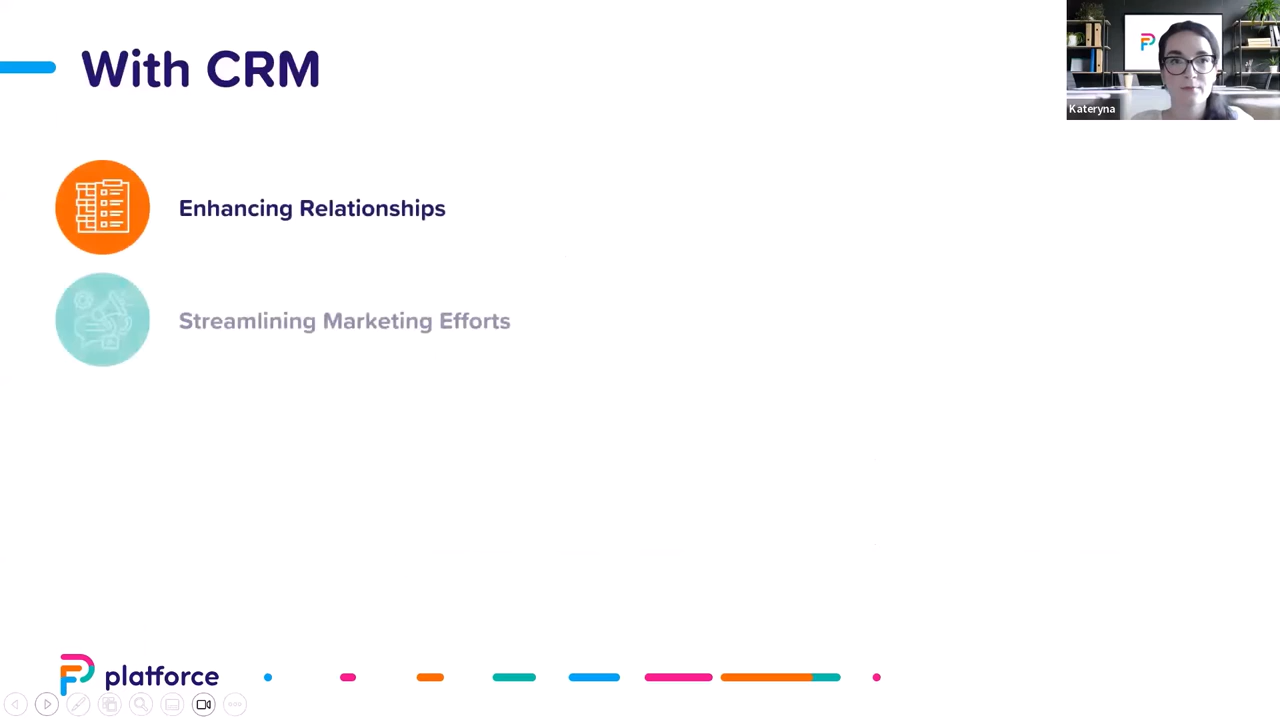 With CRM
Kateryna
Enhancing Relationships
Streamlining Marketing Efforts
platforce